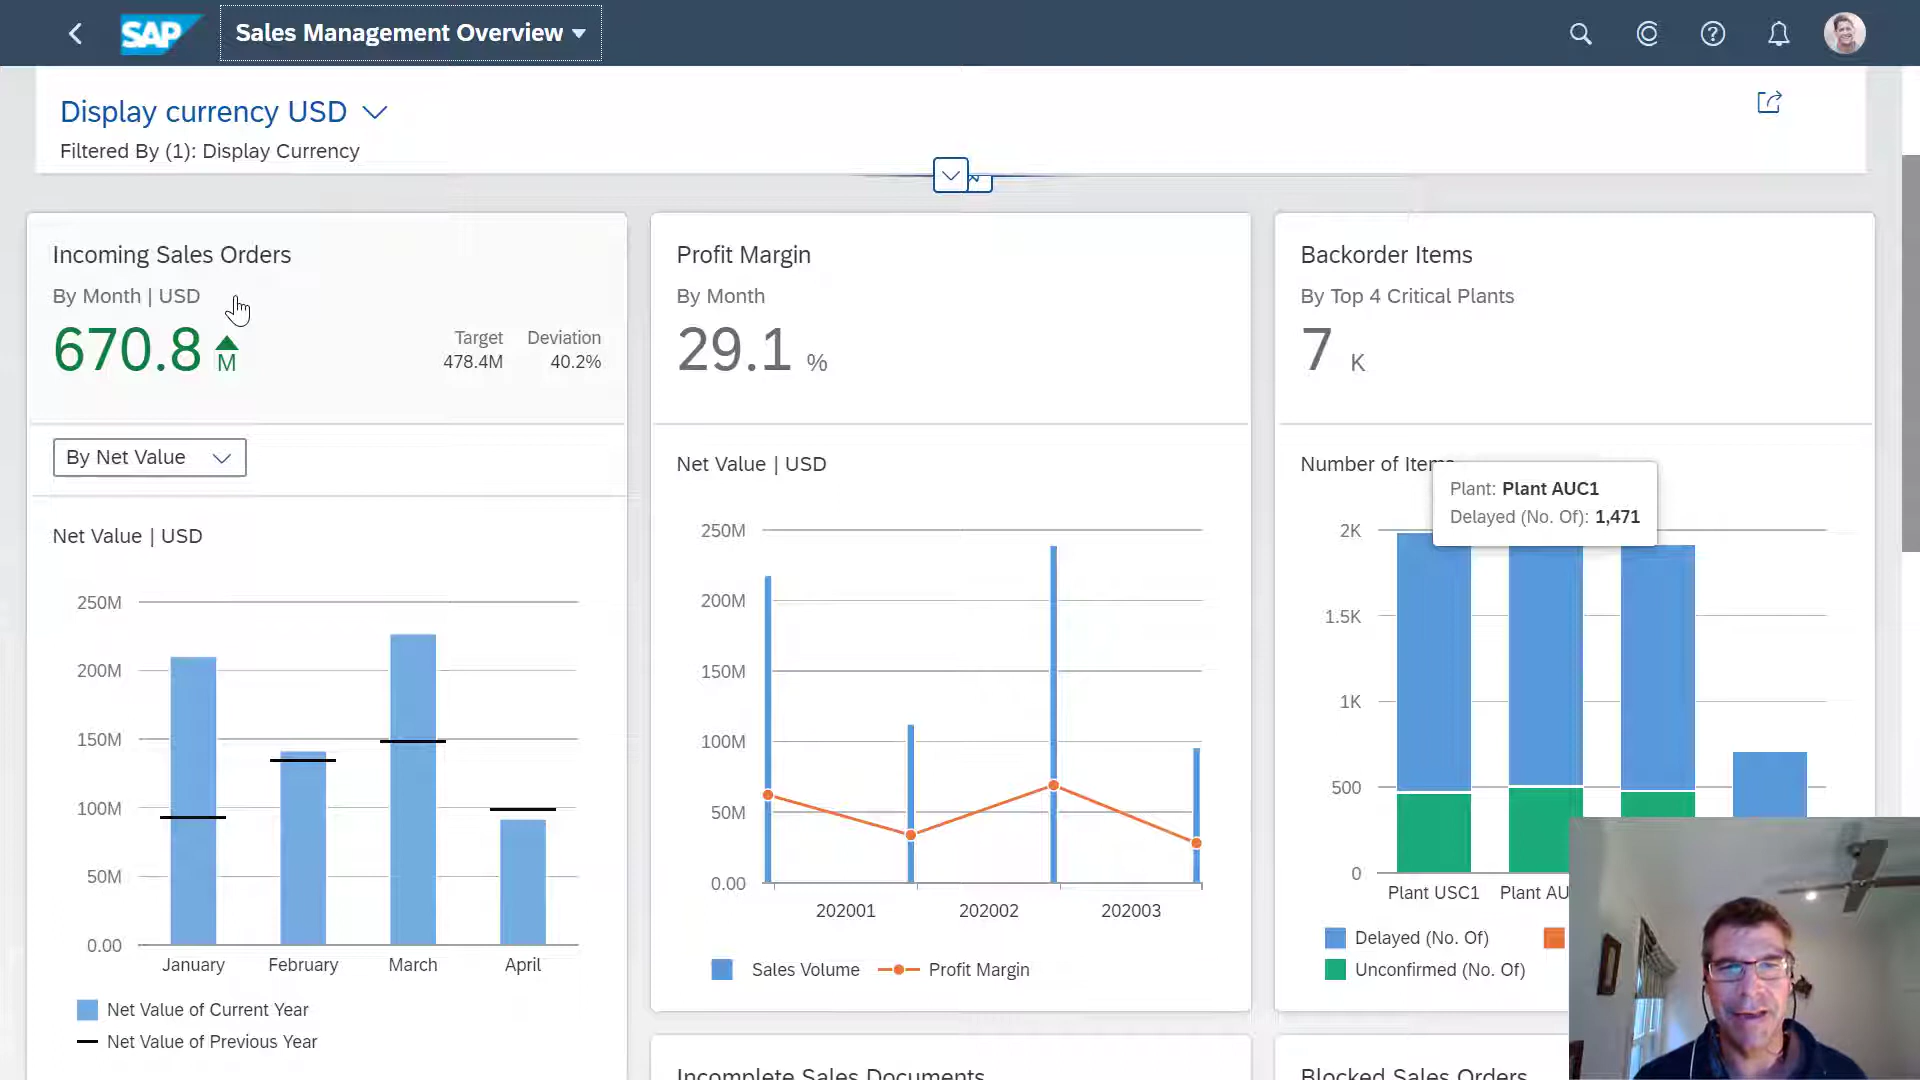 SAP
Sales Management Overview
Display currency USD
Filtered By (1): Display Currency
Incoming Sales Orders
By Month | USD
670.8 M
Target
478.4M
Deviation
40.2%
By Net Value
Net Value | USD
250M
200M
150M
100M
50M
0.00
January
February
March
April
Net Value of Current Year
Net Value of Previous Year
Profit Margin
By Month
29.1 %
Net Value | USD
250M
200M
150M
100M
50M
0.00
202001
202002
202003
Sales Volume
Profit Margin
Backorder Items
By Top 4 Critical Plants
7 K
Number of Items
Plant: Plant AUC1
Delayed (No. Of): 1,471
2K
1.5K
1K
500
0
Plant USC1
Plant AU
Delayed (No. Of)
Unconfirmed (No. Of)
Incomplete Sales Documents
Blocked Sales Orders